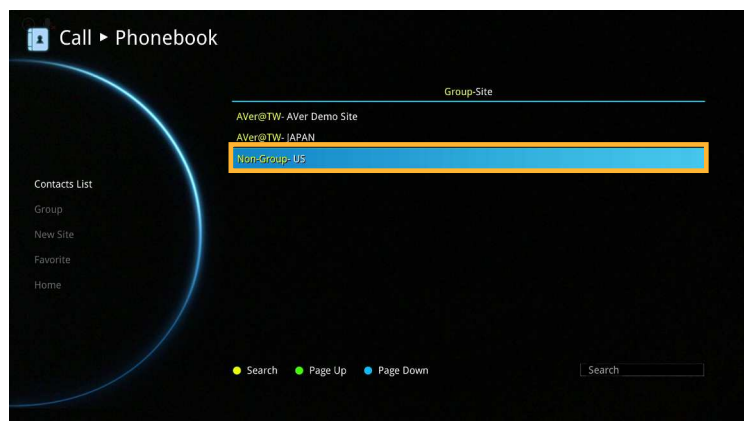 Call ► Phonebook
Group-Site
AVer@TW- AVer Demo Site
AVer@TW- JAPAN
Non-Group- US
Contacts List
Group
New Site
Favorite
Home
Search Page Up Page Down Search